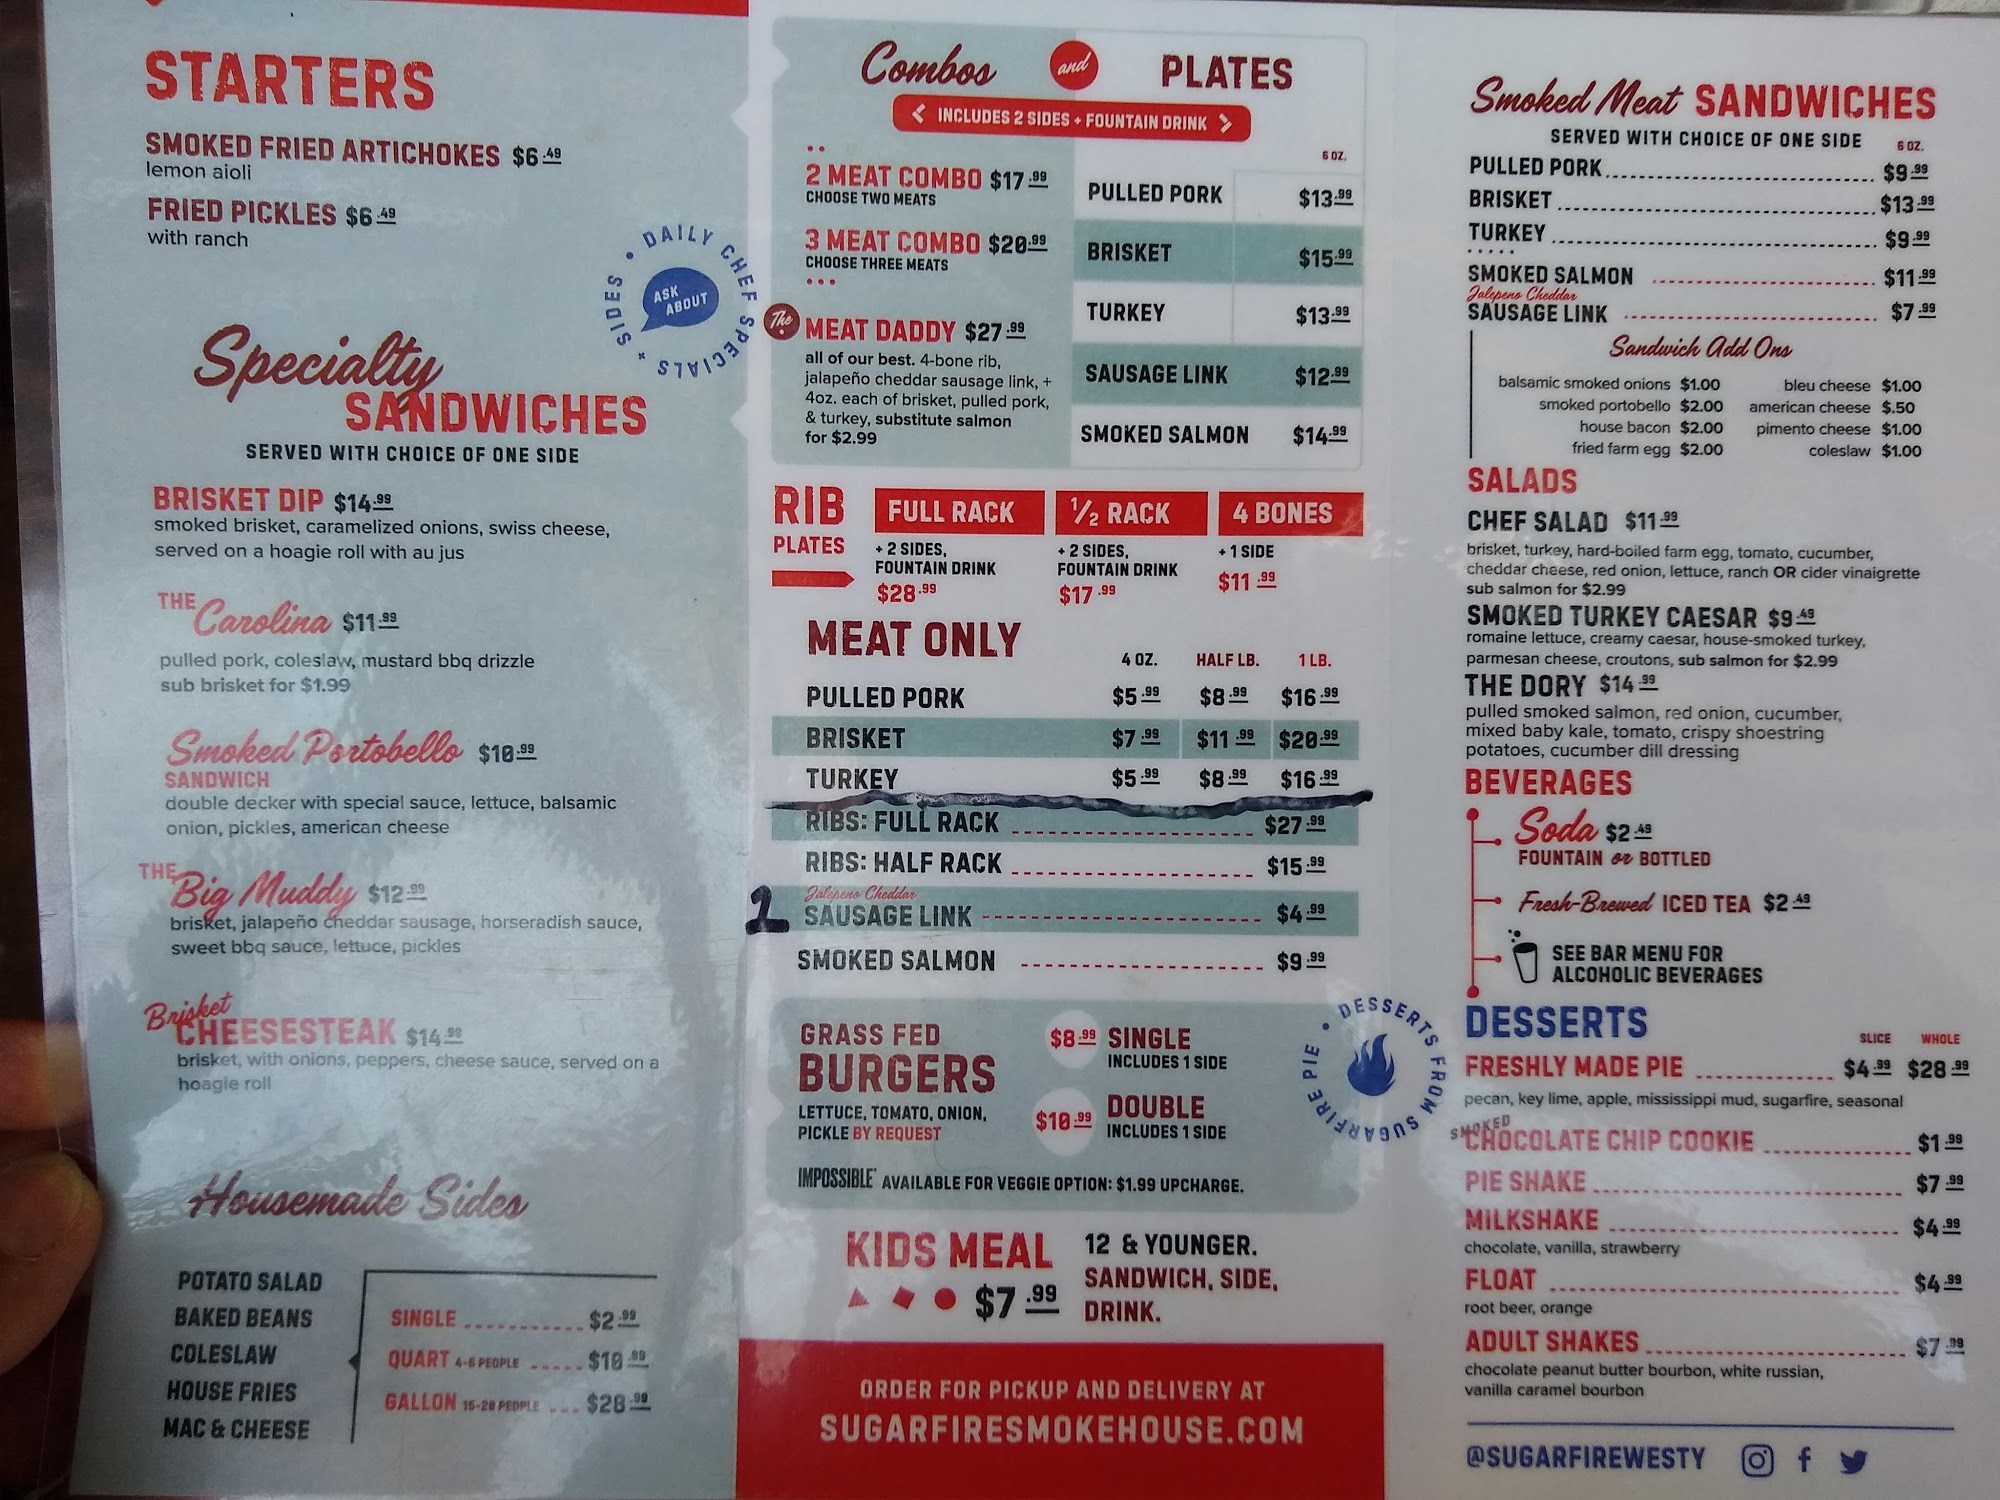 STARTERS
SMOKED FRIED ARTICHOKES $6.49
lemon aioli
FRIED PICKLES $6.49
with ranch
DAILY CHEF SPECIALS + SIDES
ASK ABOUT
Specialty
SANDWICHES
SERVED WITH CHOICE OF ONE SIDE
BRISKET DIP $14.99
smoked brisket, caramelized onions, swiss cheese,
served on a hoagie roll with au jus
THE Carolina $11.99
pulled pork, coleslaw, mustard bbq drizzle
sub brisket for $1.99
Smoked Portobello $10.99
SANDWICH
double decker with special sauce, lettuce, balsamic
onion, pickles, american cheese
THE Big Muddy $12.99
brisket, jalapeño cheddar sausage, horseradish sauce,
sweet bbq sauce, lettuce, pickles
Brisket
CHEESESTEAK $14.99
brisket, with onions, peppers, cheese sauce, served on a
hoagie roll
Housemade Sides
POTATO SALAD
BAKED BEANS
COLESLAW
HOUSE FRIES
MAC & CHEESE
SINGLE $2.99
QUART 4-6 PEOPLE $10.99
GALLON 15-20 PEOPLE $28.99
Combos and PLATES
INCLUDES 2 SIDES + FOUNTAIN DRINK
2 MEAT COMBO $17.99
CHOOSE TWO MEATS
3 MEAT COMBO $20.99
CHOOSE THREE MEATS
The MEAT DADDY $27.99
all of our best. 4-bone rib,
jalapeño cheddar sausage link, +
4oz. each of brisket, pulled pork,
& turkey, substitute salmon
for $2.99
6 OZ.
PULLED PORK $13.99
BRISKET $15.99
TURKEY $13.99
SAUSAGE LINK $12.99
SMOKED SALMON $14.99
RIB
PLATES
FULL RACK
+ 2 SIDES,
FOUNTAIN DRINK
$28.99
1/2 RACK
+ 2 SIDES,
FOUNTAIN DRINK
$17.99
4 BONES
+ 1 SIDE
$11.99
MEAT ONLY
4 OZ. HALF LB. 1 LB.
PULLED PORK $5.99 $8.99 $16.99
BRISKET $7.99 $11.99 $20.99
TURKEY $5.99 $8.99 $16.99
RIBS: FULL RACK $27.99
RIBS: HALF RACK $15.99
Jalapeno Cheddar
1 SAUSAGE LINK $4.99
SMOKED SALMON $9.99
GRASS FED
BURGERS
LETTUCE, TOMATO, ONION,
PICKLE BY REQUEST
$8.99 SINGLE
INCLUDES 1 SIDE
$10.99 DOUBLE
INCLUDES 1 SIDE
IMPOSSIBLE™ AVAILABLE FOR VEGGIE OPTION: $1.99 UPCHARGE.
KIDS MEAL
$7.99
12 & YOUNGER.
SANDWICH, SIDE,
DRINK.
ORDER FOR PICKUP AND DELIVERY AT
SUGARFIRESMOKEHOUSE.COM
Smoked Meat SANDWICHES
SERVED WITH CHOICE OF ONE SIDE
6 OZ.
PULLED PORK $9.99
BRISKET $13.99
TURKEY $9.99
SMOKED SALMON $11.99
Jalepeno Cheddar
SAUSAGE LINK $7.99
Sandwich Add Ons
balsamic smoked onions $1.00
smoked portobello $2.00
house bacon $2.00
fried farm egg $2.00
bleu cheese $1.00
american cheese $.50
pimento cheese $1.00
coleslaw $1.00
SALADS
CHEF SALAD $11.99
brisket, turkey, hard-boiled farm egg, tomato, cucumber,
cheddar cheese, red onion, lettuce, ranch OR cider vinaigrette
sub salmon for $2.99
SMOKED TURKEY CAESAR $9.49
romaine lettuce, creamy caesar, house-smoked turkey,
parmesan cheese, croutons, sub salmon for $2.99
THE DORY $14.99
pulled smoked salmon, red onion, cucumber,
mixed baby kale, tomato, crispy shoestring
potatoes, cucumber dill dressing
BEVERAGES
Soda $2.49
FOUNTAIN or BOTTLED
Fresh-Brewed ICED TEA $2.49
SEE BAR MENU FOR
ALCOHOLIC BEVERAGES
DESSERTS FROM SUGARFIRE PIE
DESSERTS
SLICE WHOLE
FRESHLY MADE PIE $4.99 $28.99
pecan, key lime, apple, mississippi mud, sugarfire, seasonal
SMOKED
CHOCOLATE CHIP COOKIE $1.99
PIE SHAKE $7.99
MILKSHAKE $4.99
chocolate, vanilla, strawberry
FLOAT $4.99
root beer, orange
ADULT SHAKES $7.99
chocolate peanut butter bourbon, white russian,
vanilla caramel bourbon
@SUGARFIREWESTY